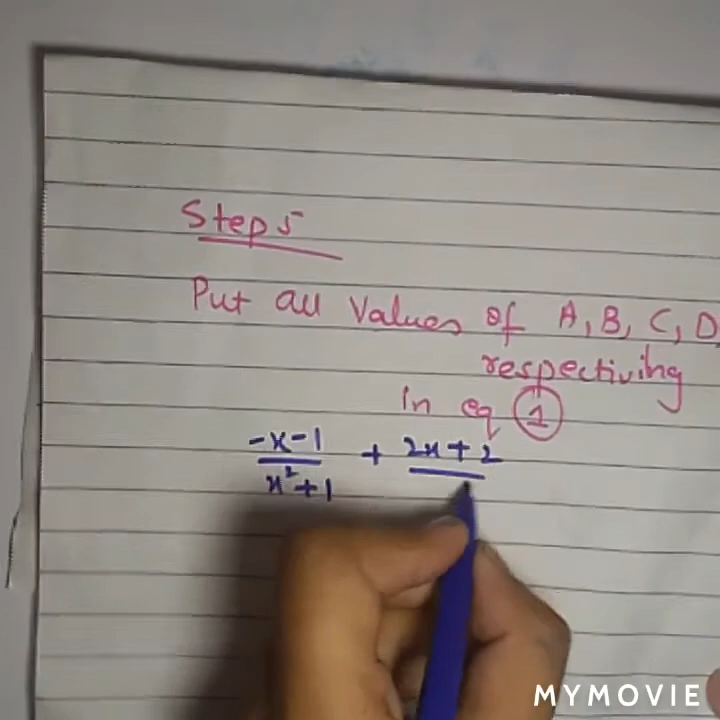 Step 5
Put all Values of A, B, C, D,
respectiving
in eq 1
-x-1 + 2x+2
x²+1
MYMOVIE